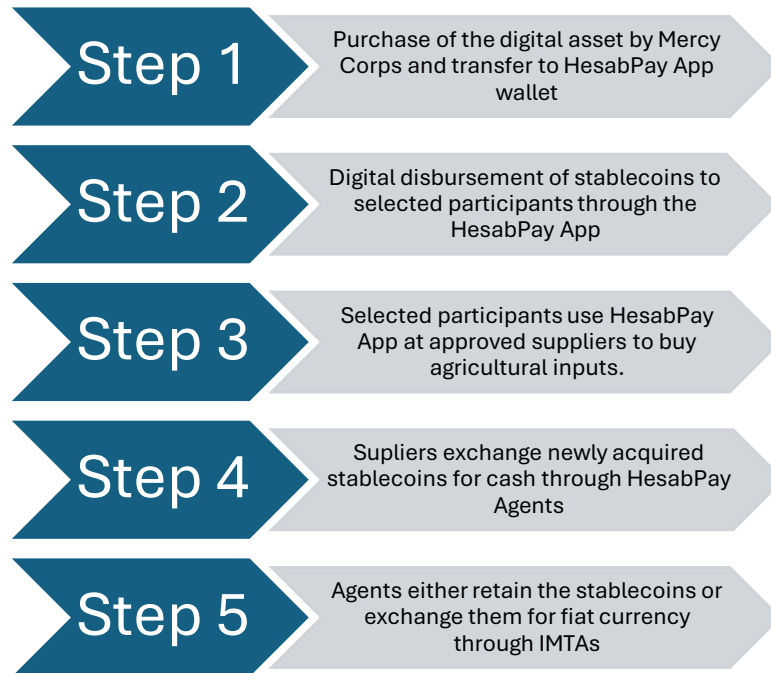 Step 1
Purchase of the digital asset by Mercy
Corps and transfer to HesabPay App
wallet
Step 2
Digital disbursement of stablecoins to
selected participants through the
HesabPay App
Step 3
Selected participants use HesabPay
App at approved suppliers to buy
agricultural inputs.
Step 4
Supliers exchange newly acquired
stablecoins for cash through HesabPay
Agents
Step 5
Agents either retain the stablecoins or
exchange them for fiat currency
through IMTAs